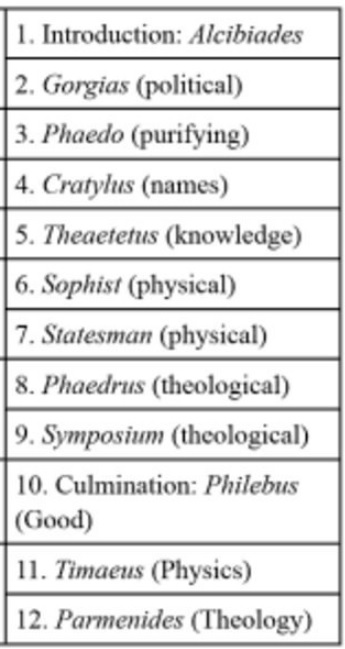 1. Introduction: Alcibiades
2. Gorgias (political)
3. Phaedo (purifying)
4. Cratylus (names)
5. Theaetetus (knowledge)
6. Sophist (physical)
7. Statesman (physical)
8. Phaedrus (theological)
9. Symposium (theological)
10. Culmination: Philebus
(Good)
11. Timaeus (Physics)
12. Parmenides (Theology)